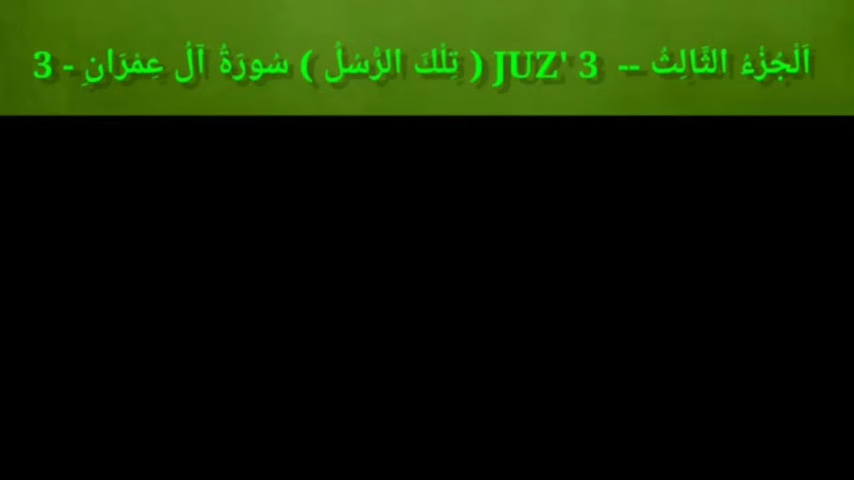 اَلْجُزْءُ الثَّالِثُ -- JUZ' 3 ( تِلْكَ الرُّسُلُ ) سُورَةُ آلُ عِمْرَانِ - 3